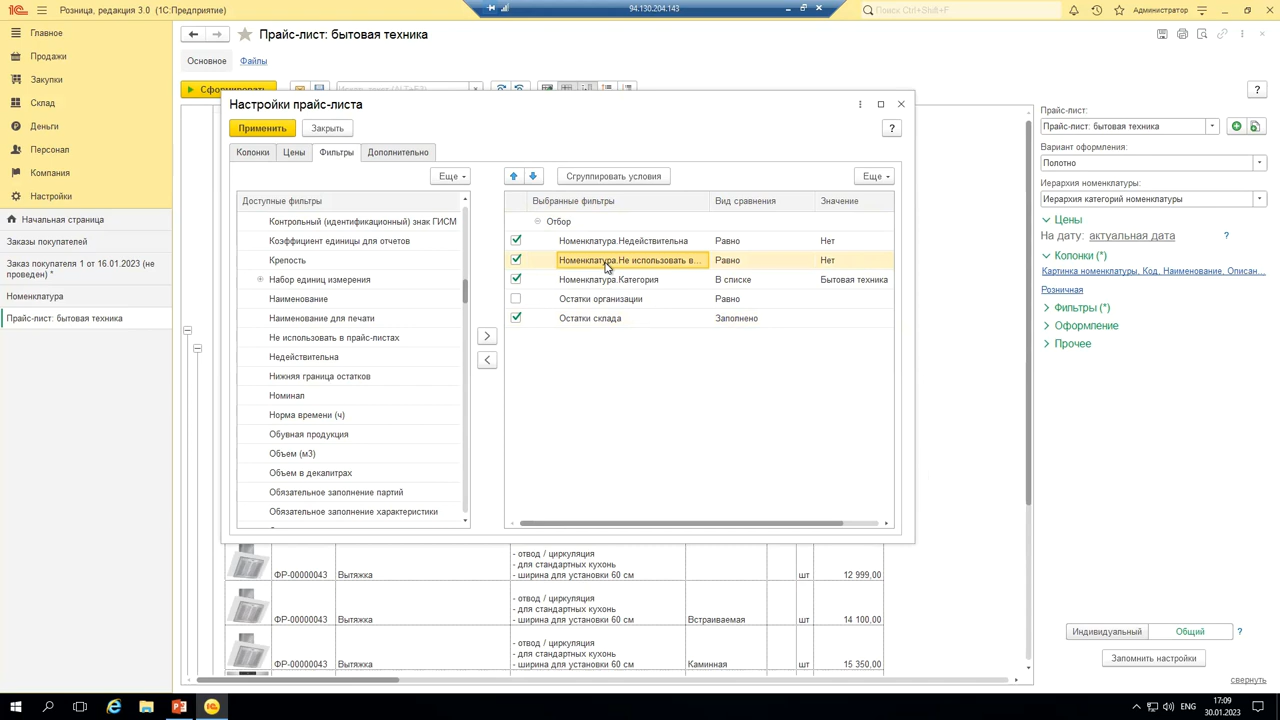 Розница, редакция 3.0 (1С:Предприятие)
94.130.204.143
Поиск Ctrl+Shift+F
Администратор
Главное
Продажи
Закупки
Склад
Деньги
Персонал
Компания
Настройки
Начальная страница
Заказы покупателей
Заказ покупателя 1 от 16.01.2023 (не проведен) *
Номенклатура
Прайс-лист: бытовая техника
Прайс-лист: бытовая техника
Основное
Файлы
?
Настройки прайс-листа
Применить
Закрыть
?
Колонки
Цены
Фильтры
Дополнительно
Еще
Доступные фильтры
Контрольный (идентификационный) знак ГИСМ
Коэффициент единицы для отчетов
Крепость
Набор единиц измерения
Наименование
Наименование для печати
Не использовать в прайс-листах
Недействительна
Нижняя граница остатков
Номинал
Норма времени (ч)
Обувная продукция
Объем (м3)
Объем в декалитрах
Обязательное заполнение партий
Обязательное заполнение характеристики
Сгруппировать условия
Еще
Выбранные фильтры
Вид сравнения
Значение
Отбор
Номенклатура.Недействительна Равно Нет
Номенклатура.Не использовать в... Равно Нет
Номенклатура.Категория В списке Бытовая техника
Остатки организации Равно
Остатки склада Заполнено
- отвод / циркуляция
- для стандартных кухонь
ФР-00000043 Вытяжка - ширина для установки 60 см шт 12 999,00
- отвод / циркуляция
- для стандартных кухонь
ФР-00000043 Вытяжка - ширина для установки 60 см Встраиваемая шт 14 100,00
- отвод / циркуляция
- для стандартных кухонь
ФР-00000043 Вытяжка - ширина для установки 60 см Каминная шт 15 350,00
Прайс-лист:
Прайс-лист: бытовая техника
Вариант оформления:
Полотно
Иерархия номенклатуры:
Иерархия категорий номенклатуры
Цены
На дату: актуальная дата ?
Колонки (*)
Картинка номенклатуры, Код, Наименование, Описан...
Розничная
Фильтры (*)
Оформление
Прочее
Индивидуальный
Общий
?
Запомнить настройки
свернуть
ENG
17:09
30.01.2023